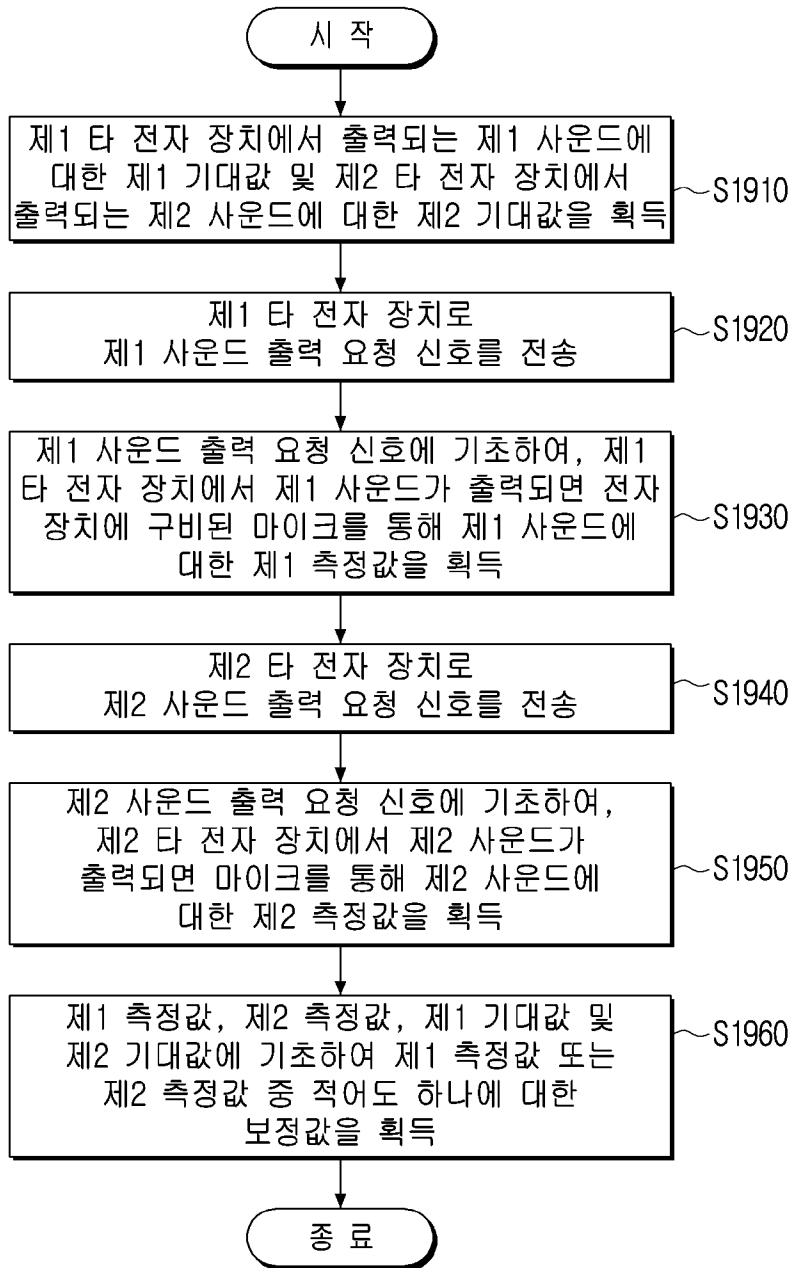 시 작
제1 타 전자 장치에서 출력되는 제1 사운드에
대한 제1 기대값 및 제2 타 전자 장치에서
출력되는 제2 사운드에 대한 제2 기대값을 획득
S1910
제1 타 전자 장치로
제1 사운드 출력 요청 신호를 전송
S1920
제1 사운드 출력 요청 신호에 기초하여, 제1
타 전자 장치에서 제1 사운드가 출력되면 전자
장치에 구비된 마이크를 통해 제1 사운드에
대한 제1 측정값을 획득
S1930
제2 타 전자 장치로
제2 사운드 출력 요청 신호를 전송
S1940
제2 사운드 출력 요청 신호에 기초하여,
제2 타 전자 장치에서 제2 사운드가
출력되면 마이크를 통해 제2 사운드에
대한 제2 측정값을 획득
S1950
제1 측정값, 제2 측정값, 제1 기대값 및
제2 기대값에 기초하여 제1 측정값 또는
제2 측정값 중 적어도 하나에 대한
보정값을 획득
S1960
종 료